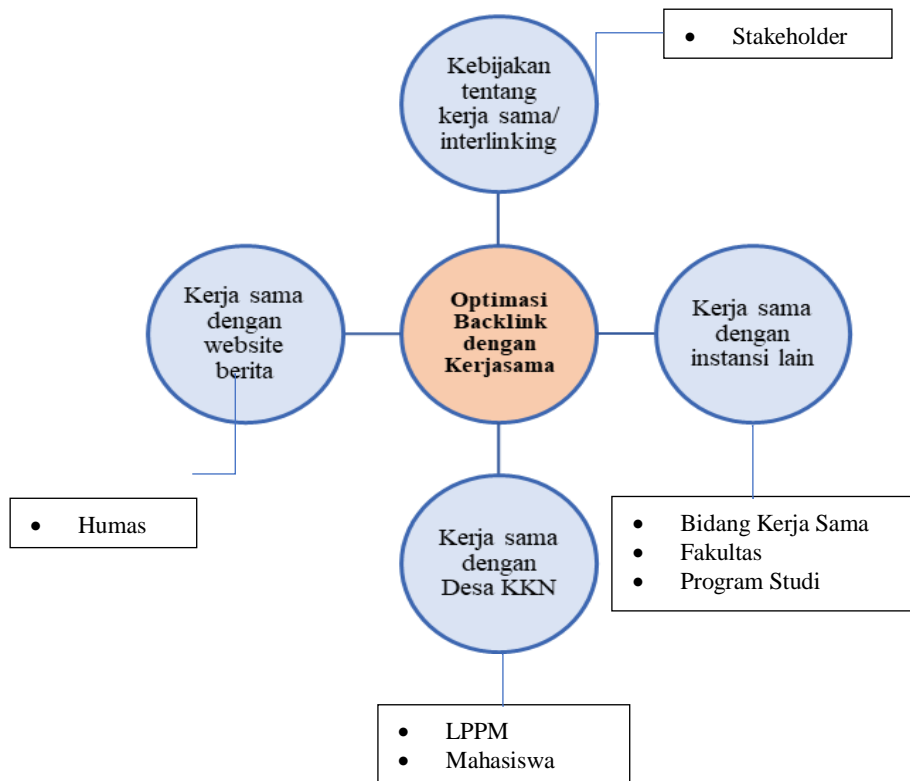 • Stakeholder
Kebijakan
tentang
kerja sama/
interlinking
Kerja sama
dengan
website
berita
Optimasi
Backlink
dengan
Kerjasama
Kerja sama
dengan
instansi lain
• Humas
Kerja sama
dengan
Desa KKN
• Bidang Kerja Sama
• Fakultas
• Program Studi
• LPPM
• Mahasiswa